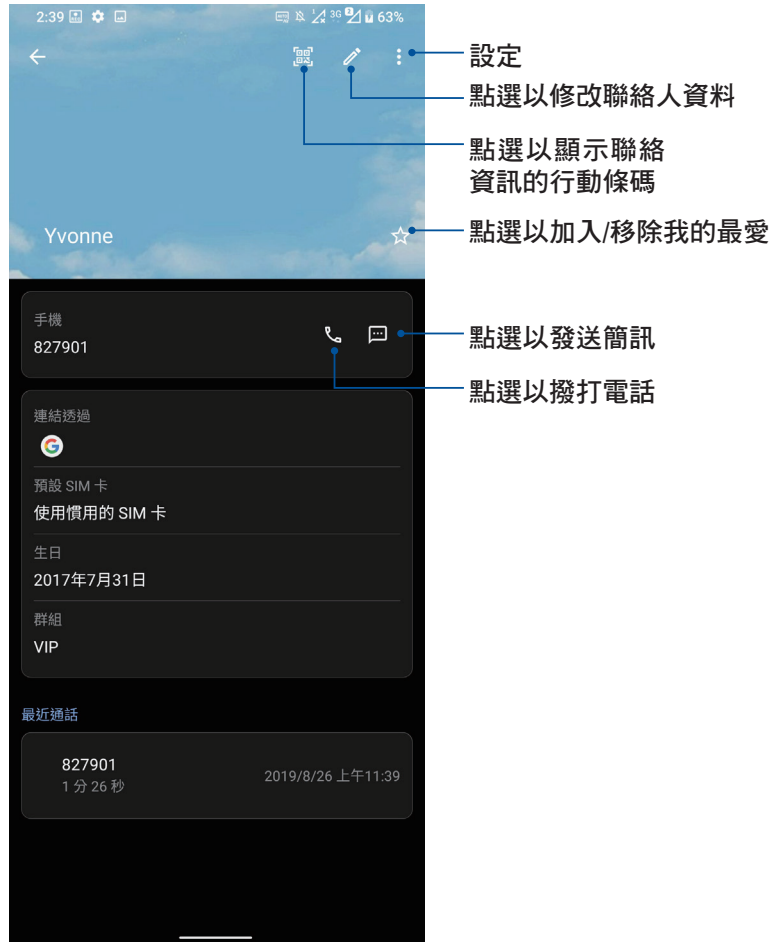 2:39
3G
63%
設定
點選以修改聯絡人資料
點選以顯示聯絡
資訊的行動條碼
Yvonne
點選以加入/移除我的最愛
手機
827901
點選以發送簡訊
點選以撥打電話
連結透過
預設 SIM 卡
使用慣用的 SIM 卡
生日
2017年7月31日
群組
VIP
最近通話
827901
1 分 26 秒
2019/8/26 上午11:39